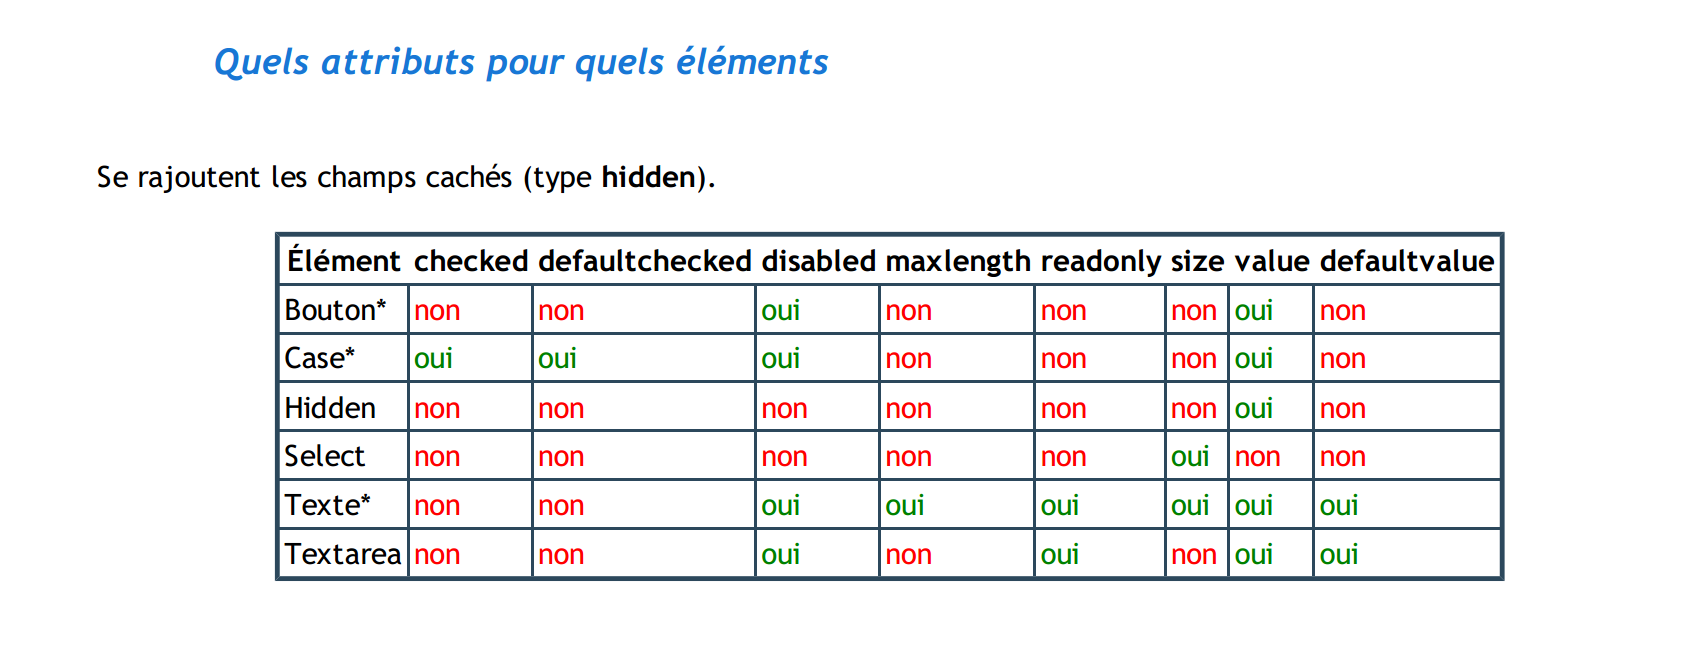 Quels attributs pour quels éléments
Se rajoutent les champs cachés (type hidden).
Élément checked defaultchecked disabled maxlength readonly size value defaultvalue
Bouton* non non oui non non non oui non
Case* oui oui oui non non non oui non
Hidden non non non non non non oui non
Select non non non non non oui non non
Texte* non non oui oui oui oui oui oui
Textarea non non oui non oui non oui oui